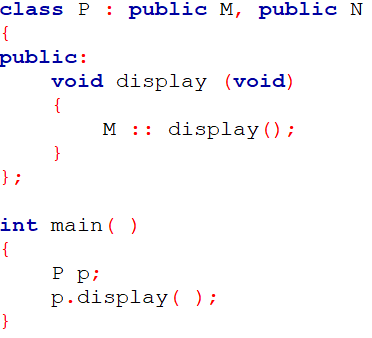 class P : public M, public N
{
public:
    void display (void)
    {
        M :: display();
    }
};

int main( )
{
    P p;
    p.display( );
}